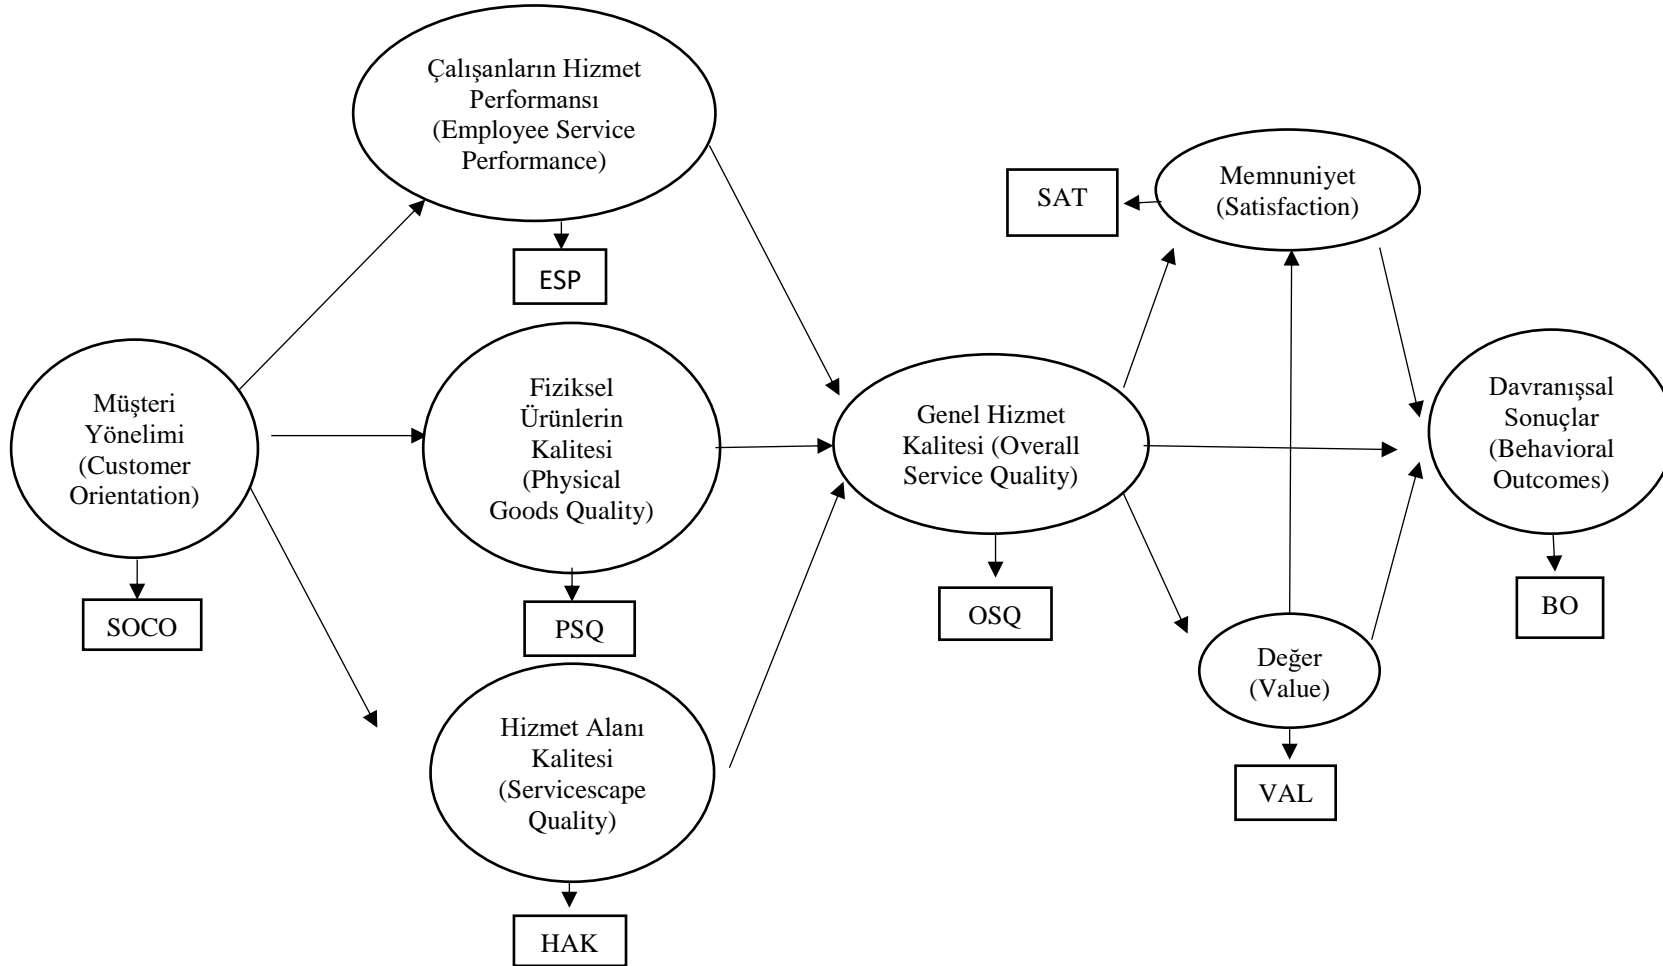 Çalışanların Hizmet
Performansı
(Employee Service
Performance)
ESP
Memnuniyet
(Satisfaction)
SAT
Müşteri
Yönelimi
(Customer
Orientation)
SOCO
Fiziksel
Ürünlerin
Kalitesi
(Physical
Goods Quality)
PSQ
Genel Hizmet
Kalitesi (Overall
Service Quality)
OSQ
Davranışsal
Sonuçlar
(Behavioral
Outcomes)
BO
Değer
(Value)
VAL
Hizmet Alanı
Kalitesi
(Servicescape
Quality)
HAK